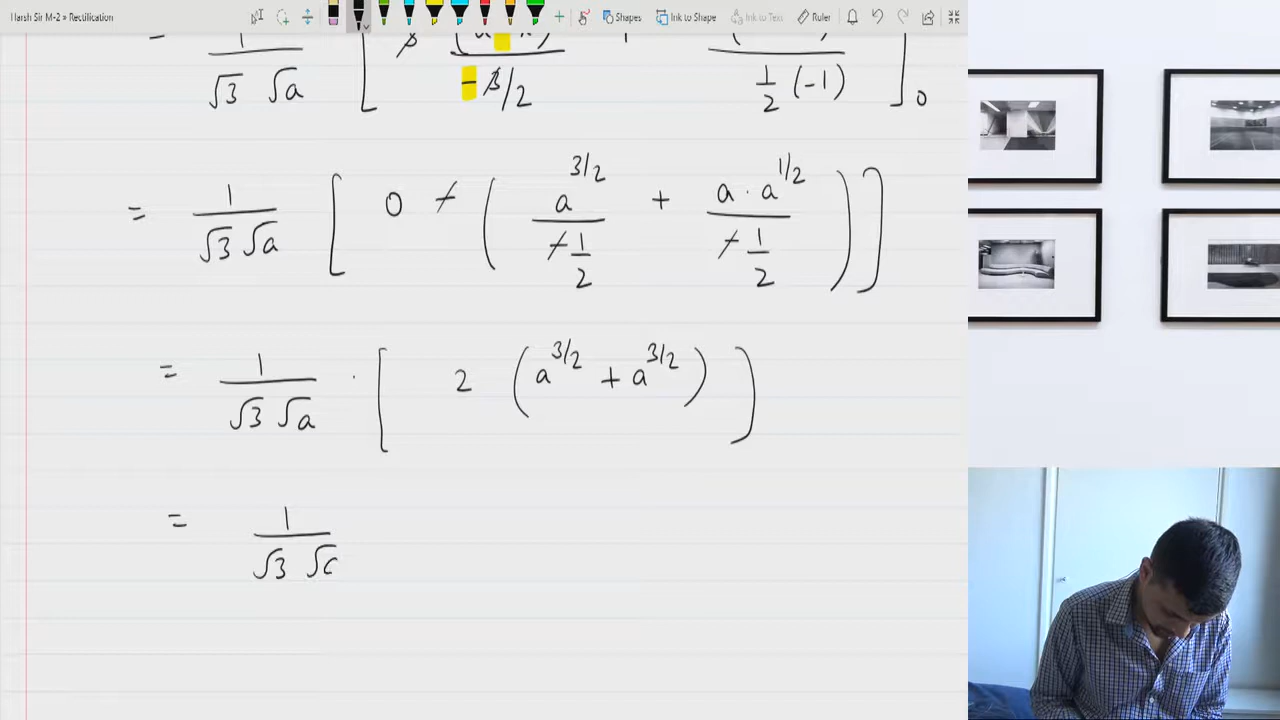 Harsh Sir M-2 » Rectification
Shapes Ink to Shape Ink to Text Ruler
√3 √a [ -3/2 1/2 (-1) ]0
= 1/(√3 √a) [ 0 - ( a^(3/2)/(-1/2) + a · a^(1/2)/(-1/2) ) ]
= 1/(√3 √a) · [ 2 ( a^(3/2) + a^(3/2) ) ]
= 1/(√3 √